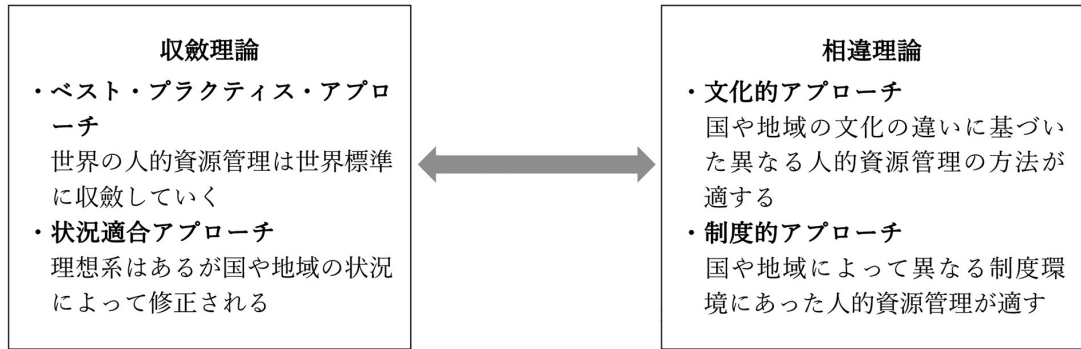 収斂理論
・ベスト・プラクティス・アプロ
ーチ
世界の人的資源管理は世界標準
に収斂していく
・状況適合アプローチ
理想系はあるが国や地域の状況
によって修正される
相違理論
・文化的アプローチ
国や地域の文化の違いに基づい
た異なる人的資源管理の方法が
適する
・制度的アプローチ
国や地域によって異なる制度環
境にあった人的資源管理が適す